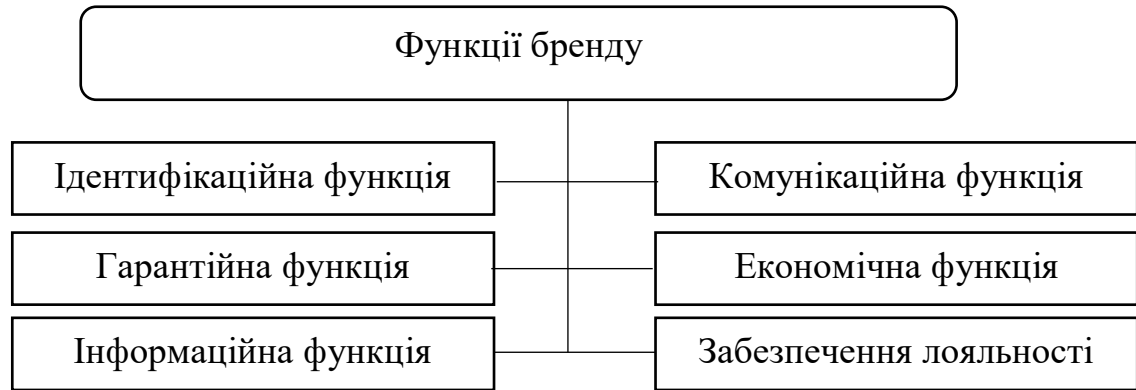 Функції бренду
Ідентифікаційна функція
Комунікаційна функція
Гарантійна функція
Економічна функція
Інформаційна функція
Забезпечення лояльності